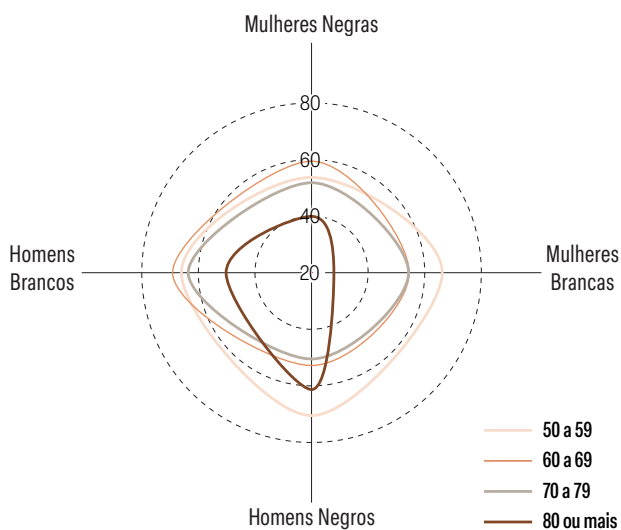 Mulheres Negras
80
60
40
20
Homens
Brancos
Mulheres
Brancas
Homens Negros
50 a 59
60 a 69
70 a 79
80 ou mais